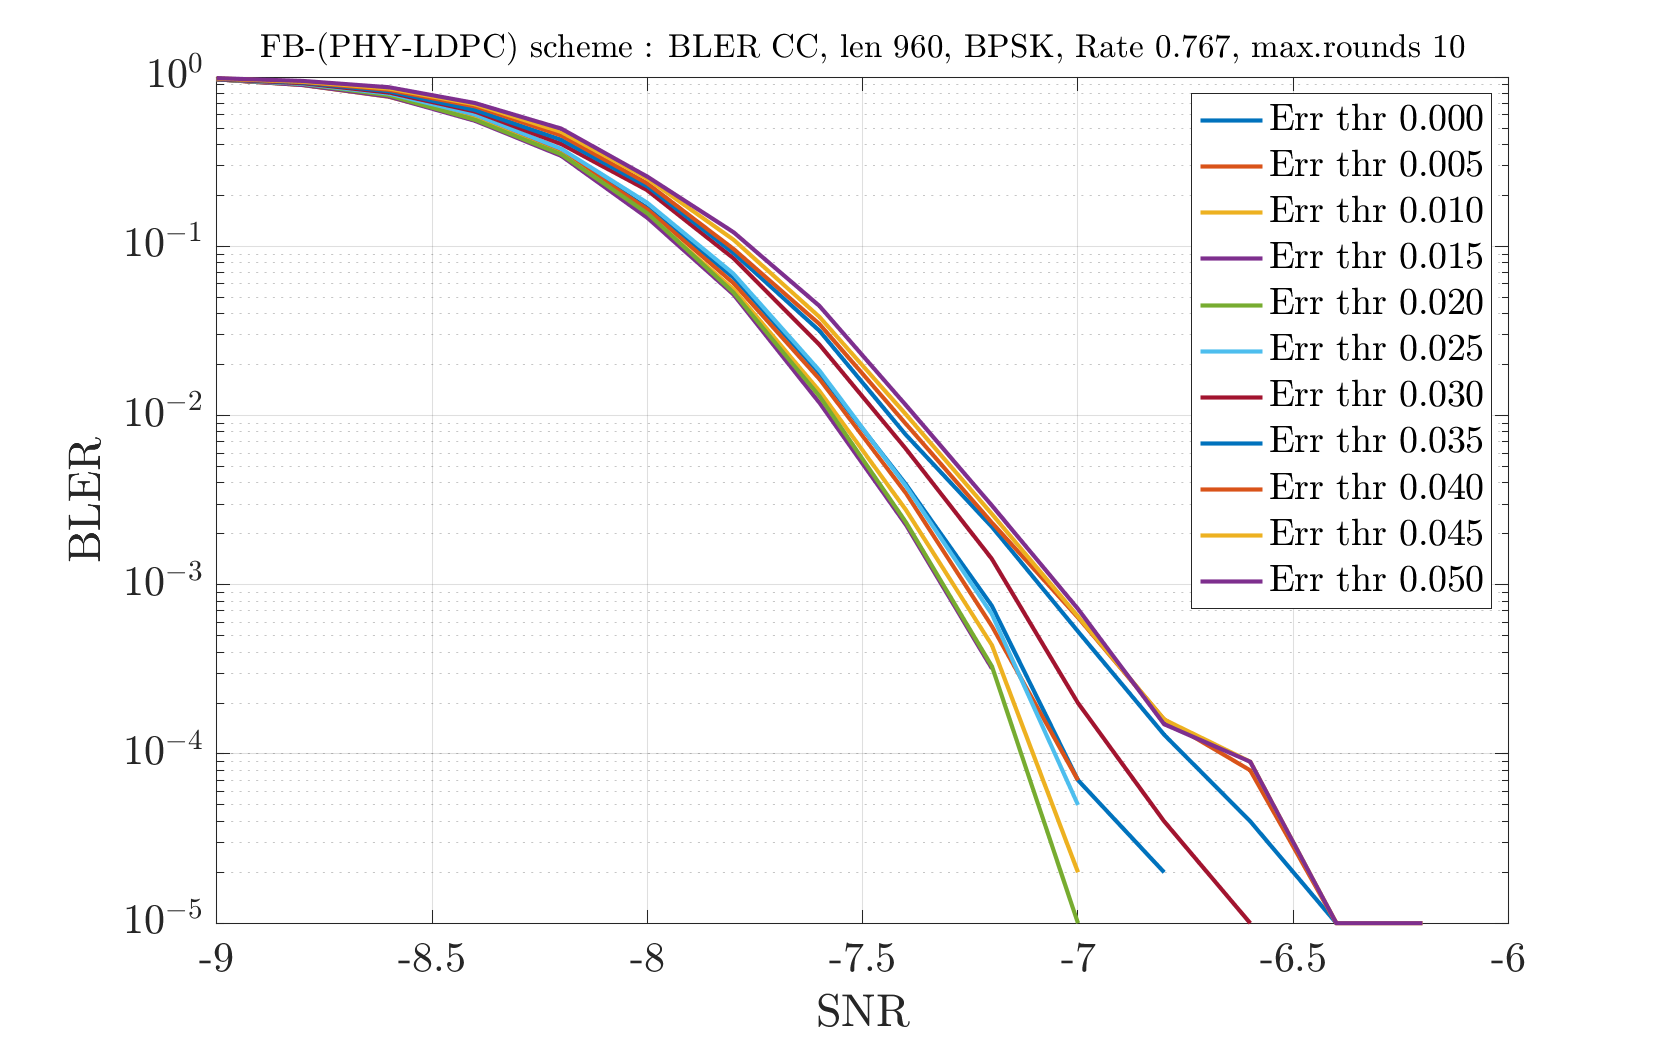 FB-(PHY-LDPC) scheme : BLER CC, len 960, BPSK, Rate 0.767, max.rounds 10
10^0
10^-1
10^-2
10^-3
10^-4
10^-5
BLER
Err thr 0.000
Err thr 0.005
Err thr 0.010
Err thr 0.015
Err thr 0.020
Err thr 0.025
Err thr 0.030
Err thr 0.035
Err thr 0.040
Err thr 0.045
Err thr 0.050
-9 -8.5 -8 -7.5 -7 -6.5 -6
SNR